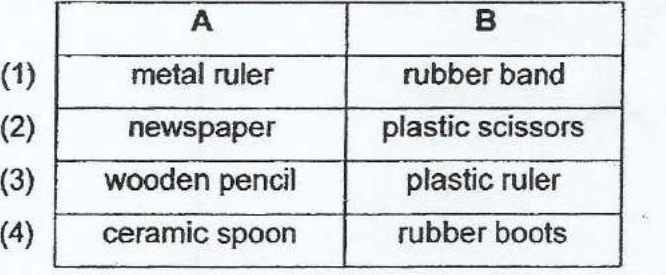 A B
(1) metal ruler rubber band
(2) newspaper plastic scissors
(3) wooden pencil plastic ruler
(4) ceramic spoon rubber boots